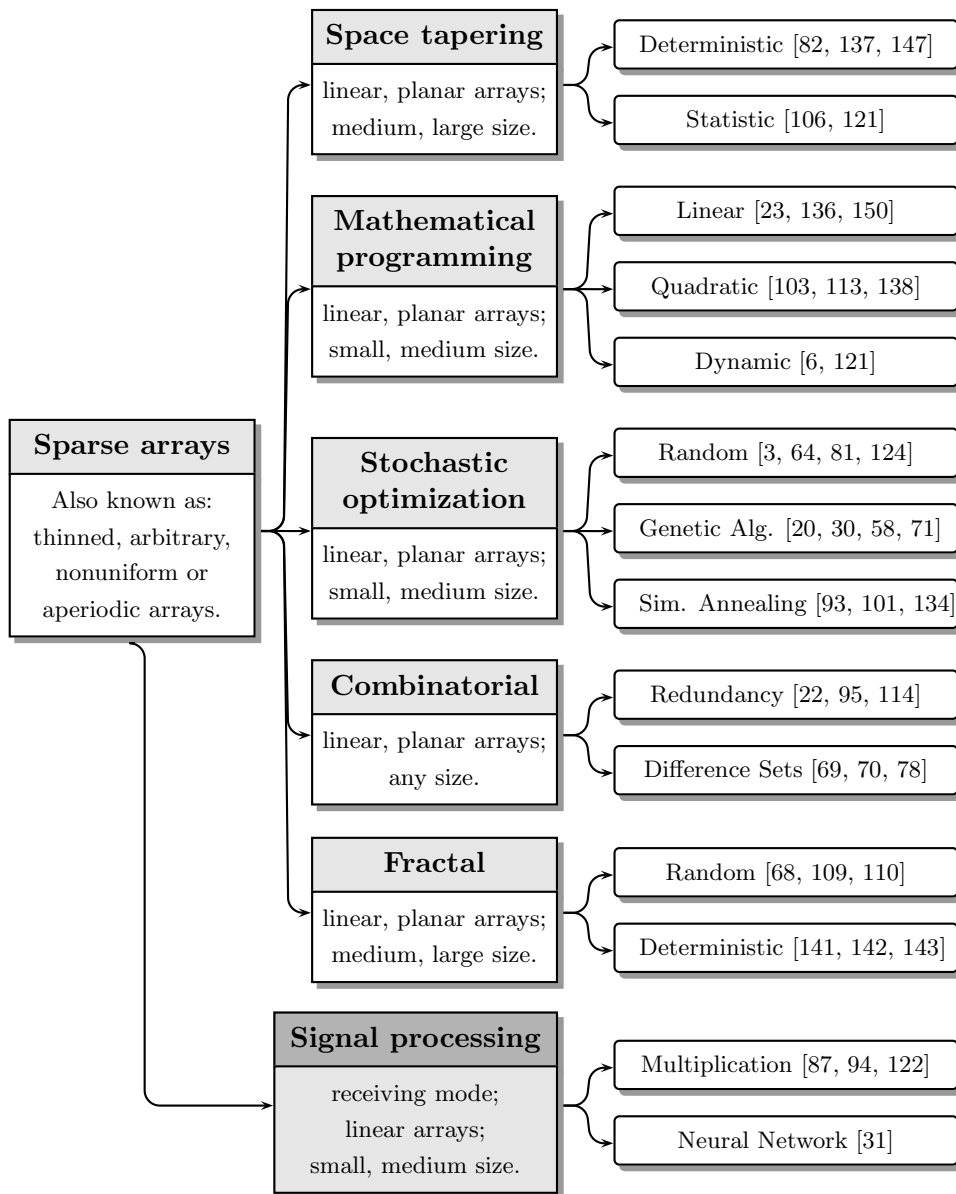 Space tapering
linear, planar arrays;
medium, large size.
Deterministic [82, 137, 147]
Statistic [106, 121]
Mathematical
programming
linear, planar arrays;
small, medium size.
Linear [23, 136, 150]
Quadratic [103, 113, 138]
Dynamic [6, 121]
Sparse arrays
Also known as:
thinned, arbitrary,
nonuniform or
aperiodic arrays.
Stochastic
optimization
linear, planar arrays;
small, medium size.
Random [3, 64, 81, 124]
Genetic Alg. [20, 30, 58, 71]
Sim. Annealing [93, 101, 134]
Combinatorial
linear, planar arrays;
any size.
Redundancy [22, 95, 114]
Difference Sets [69, 70, 78]
Fractal
linear, planar arrays;
medium, large size.
Random [68, 109, 110]
Deterministic [141, 142, 143]
Signal processing
receiving mode;
linear arrays;
small, medium size.
Multiplication [87, 94, 122]
Neural Network [31]